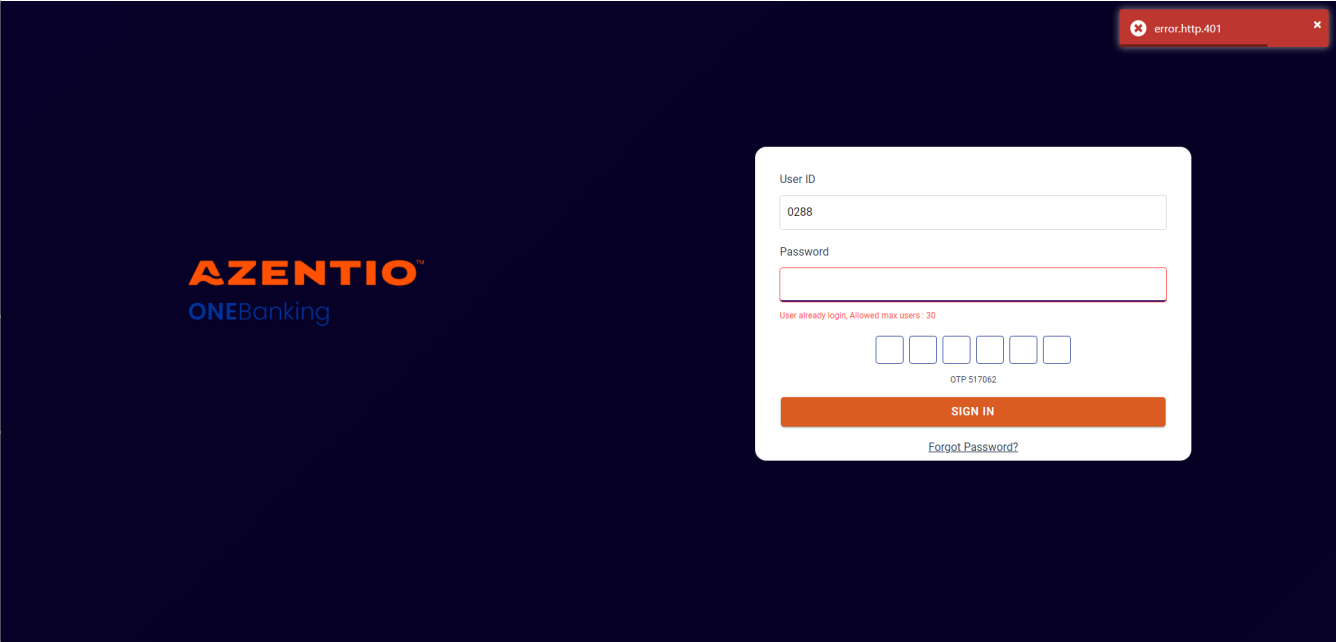 error.http.401
×
User ID
0288
AZENTIO™
ONEBanking
Password
User already login, Allowed max users : 30
OTP 517062
SIGN IN
Forgot Password?